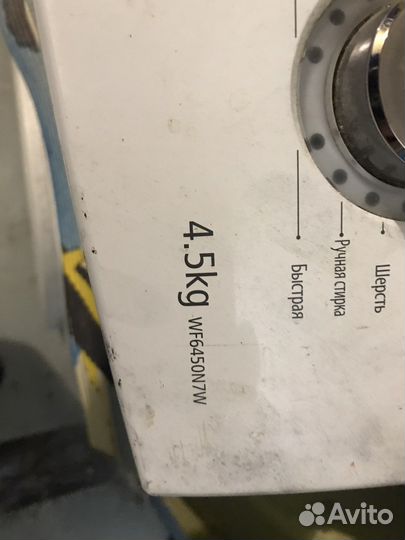 Шерсть
Ручная стирка
Быстрая
4.5kg WF6450N7W
Avito